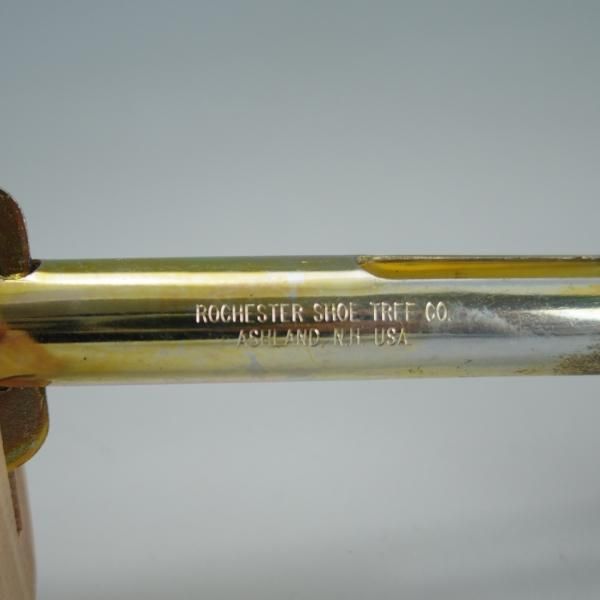 ROCHESTER SHOE TREE CO.
ASHLAND N.H USA